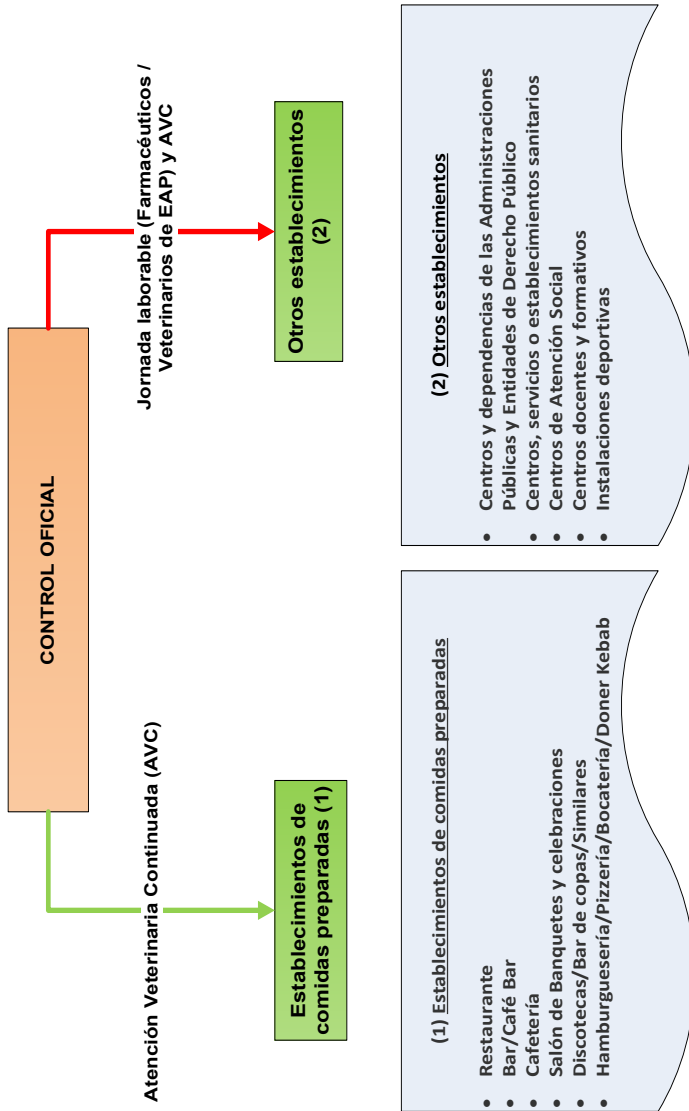 CONTROL OFICIAL
Atención Veterinaria Continuada (AVC)
Jornada laborable (Farmacéuticos /
Veterinarios de EAP) y AVC
Establecimientos de
comidas preparadas (1)
Otros establecimientos
(2)
(1) Establecimientos de comidas preparadas
• Restaurante
• Bar/Café Bar
• Cafetería
• Salón de Banquetes y celebraciones
• Discotecas/Bar de copas/Similares
• Hamburguesería/Pizzería/Bocatería/Doner Kebab
(2) Otros establecimientos
• Centros y dependencias de las Administraciones
Públicas y Entidades de Derecho Público
• Centros, servicios o establecimientos sanitarios
• Centros de Atención Social
• Centros docentes y formativos
• Instalaciones deportivas